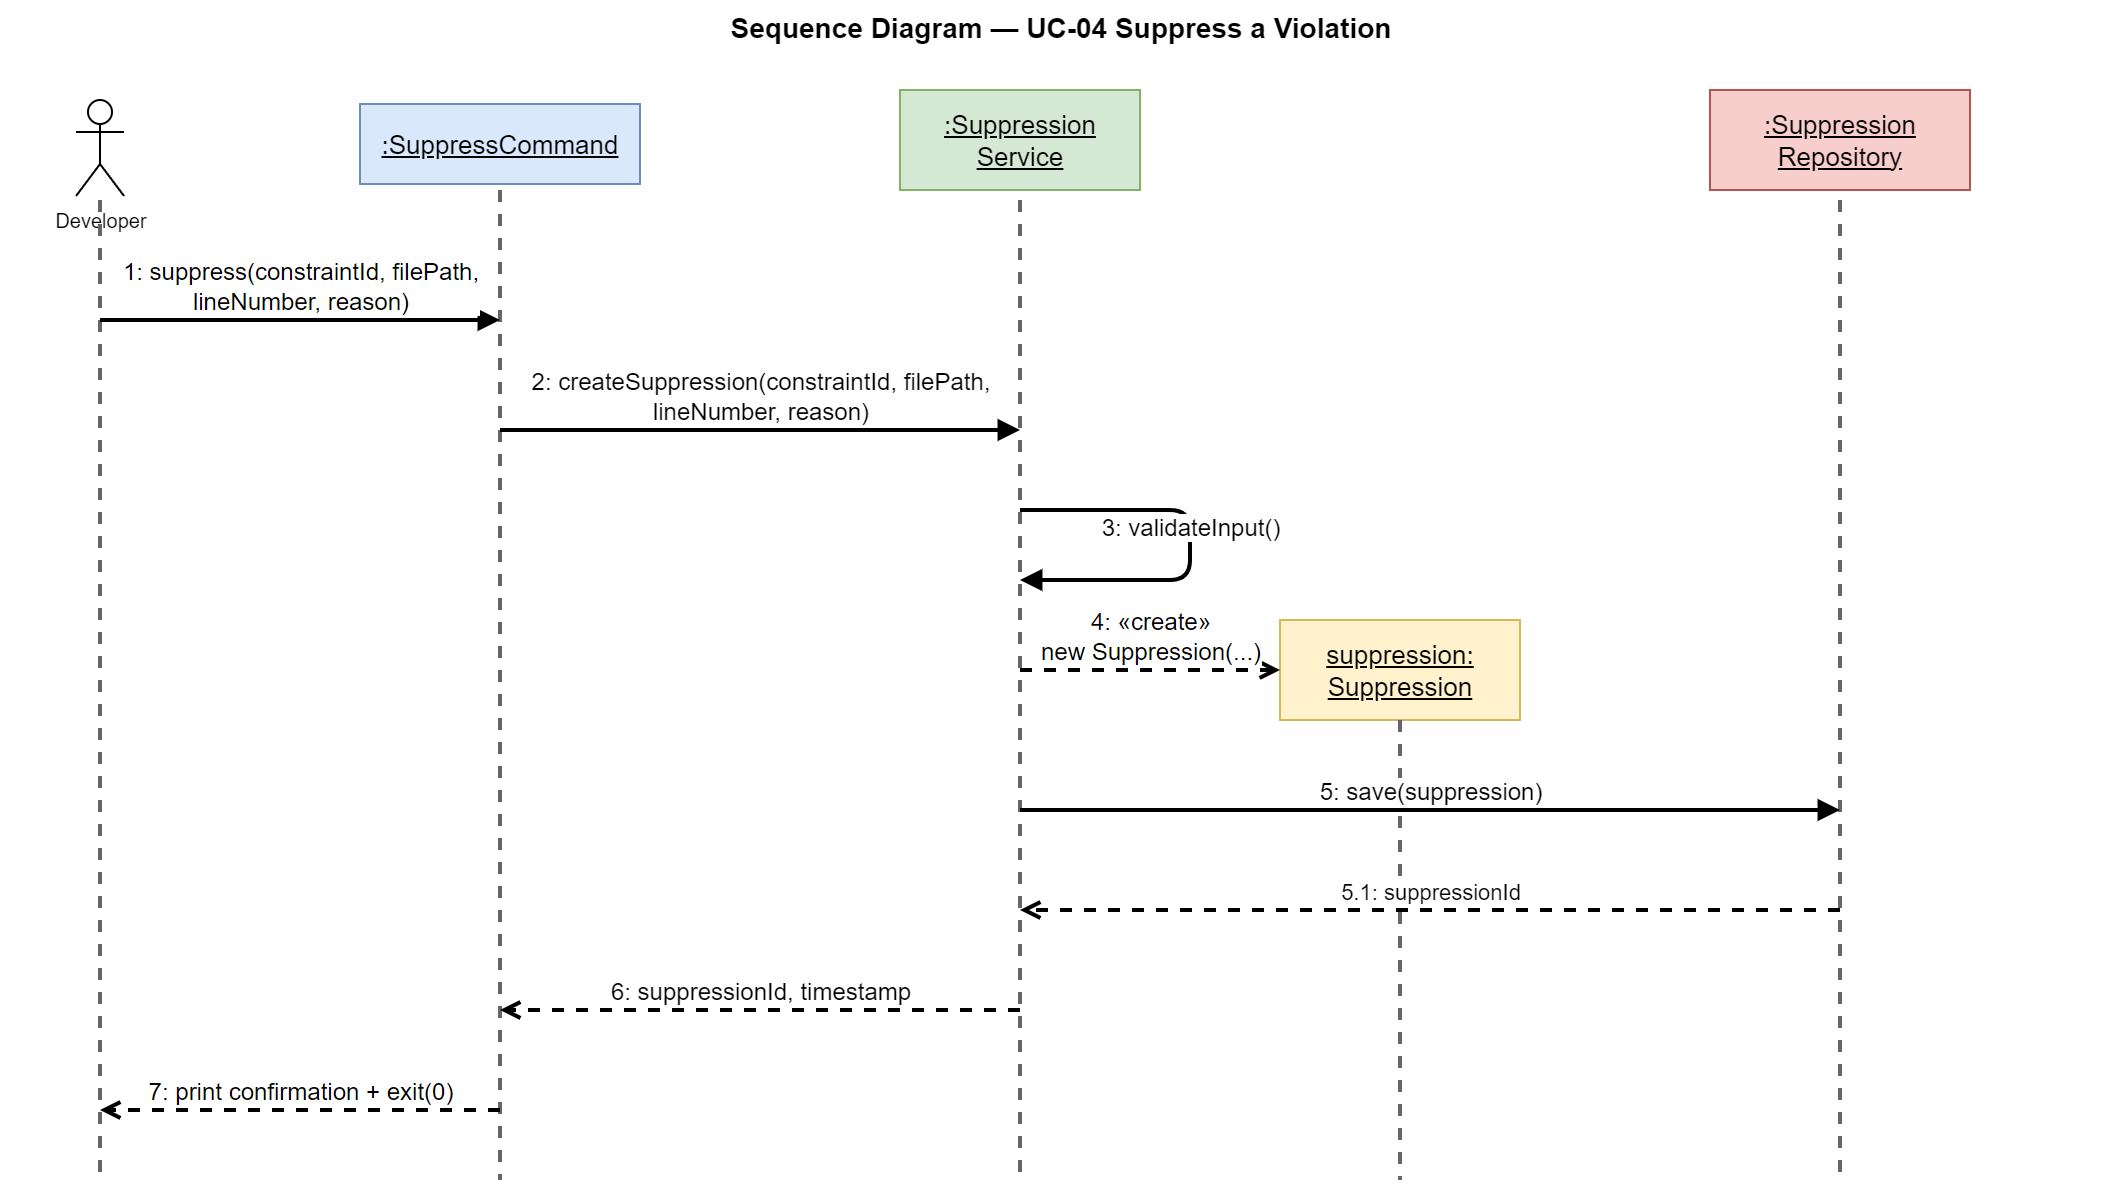 Sequence Diagram — UC-04 Suppress a Violation
Developer
:SuppressCommand
:Suppression
Service
:Suppression
Repository
1: suppress(constraintId, filePath,
lineNumber, reason)
2: createSuppression(constraintId, filePath,
lineNumber, reason)
3: validateInput()
4: «create»
new Suppression(...)
suppression:
Suppression
5: save(suppression)
5.1: suppressionId
6: suppressionId, timestamp
7: print confirmation + exit(0)